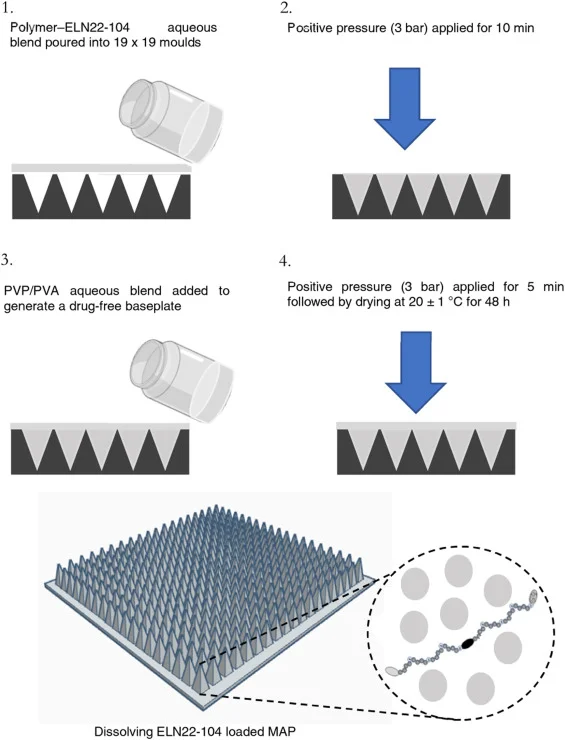 1.
Polymer–ELN22-104 aqueous
blend poured into 19 x 19 moulds
2.
Positive pressure (3 bar) applied for 10 min
3.
PVP/PVA aqueous blend added to
generate a drug-free baseplate
4.
Positive pressure (3 bar) applied for 5 min
followed by drying at 20 ± 1 °C for 48 h
Dissolving ELN22-104 loaded MAP